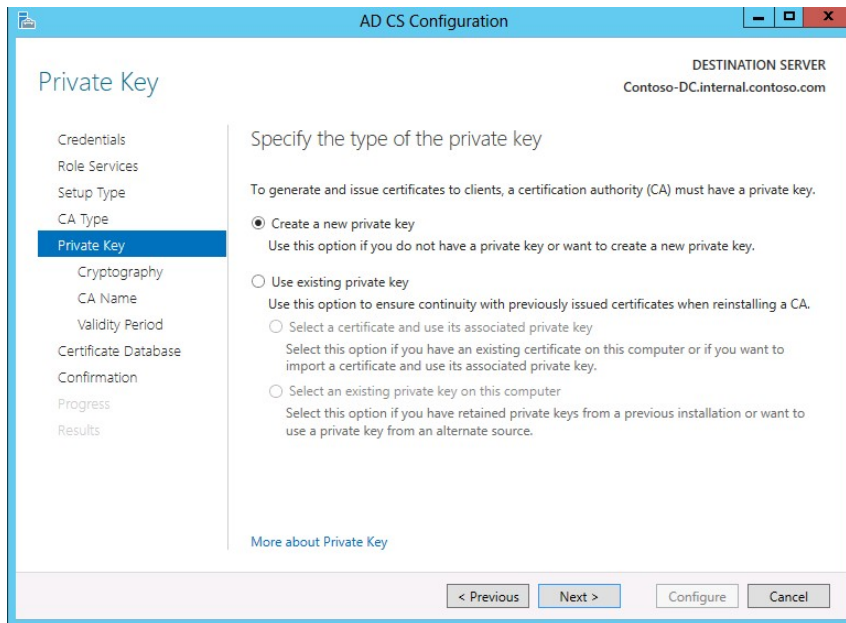 AD CS Configuration
Private Key
DESTINATION SERVER
Contoso-DC.internal.contoso.com
Credentials
Role Services
Setup Type
CA Type
Private Key
Cryptography
CA Name
Validity Period
Certificate Database
Confirmation
Progress
Results
Specify the type of the private key
To generate and issue certificates to clients, a certification authority (CA) must have a private key.
Create a new private key
Use this option if you do not have a private key or want to create a new private key.
Use existing private key
Use this option to ensure continuity with previously issued certificates when reinstalling a CA.
Select a certificate and use its associated private key
Select this option if you have an existing certificate on this computer or if you want to
import a certificate and use its associated private key.
Select an existing private key on this computer
Select this option if you have retained private keys from a previous installation or want to
use a private key from an alternate source.
More about Private Key
< Previous
Next >
Configure
Cancel